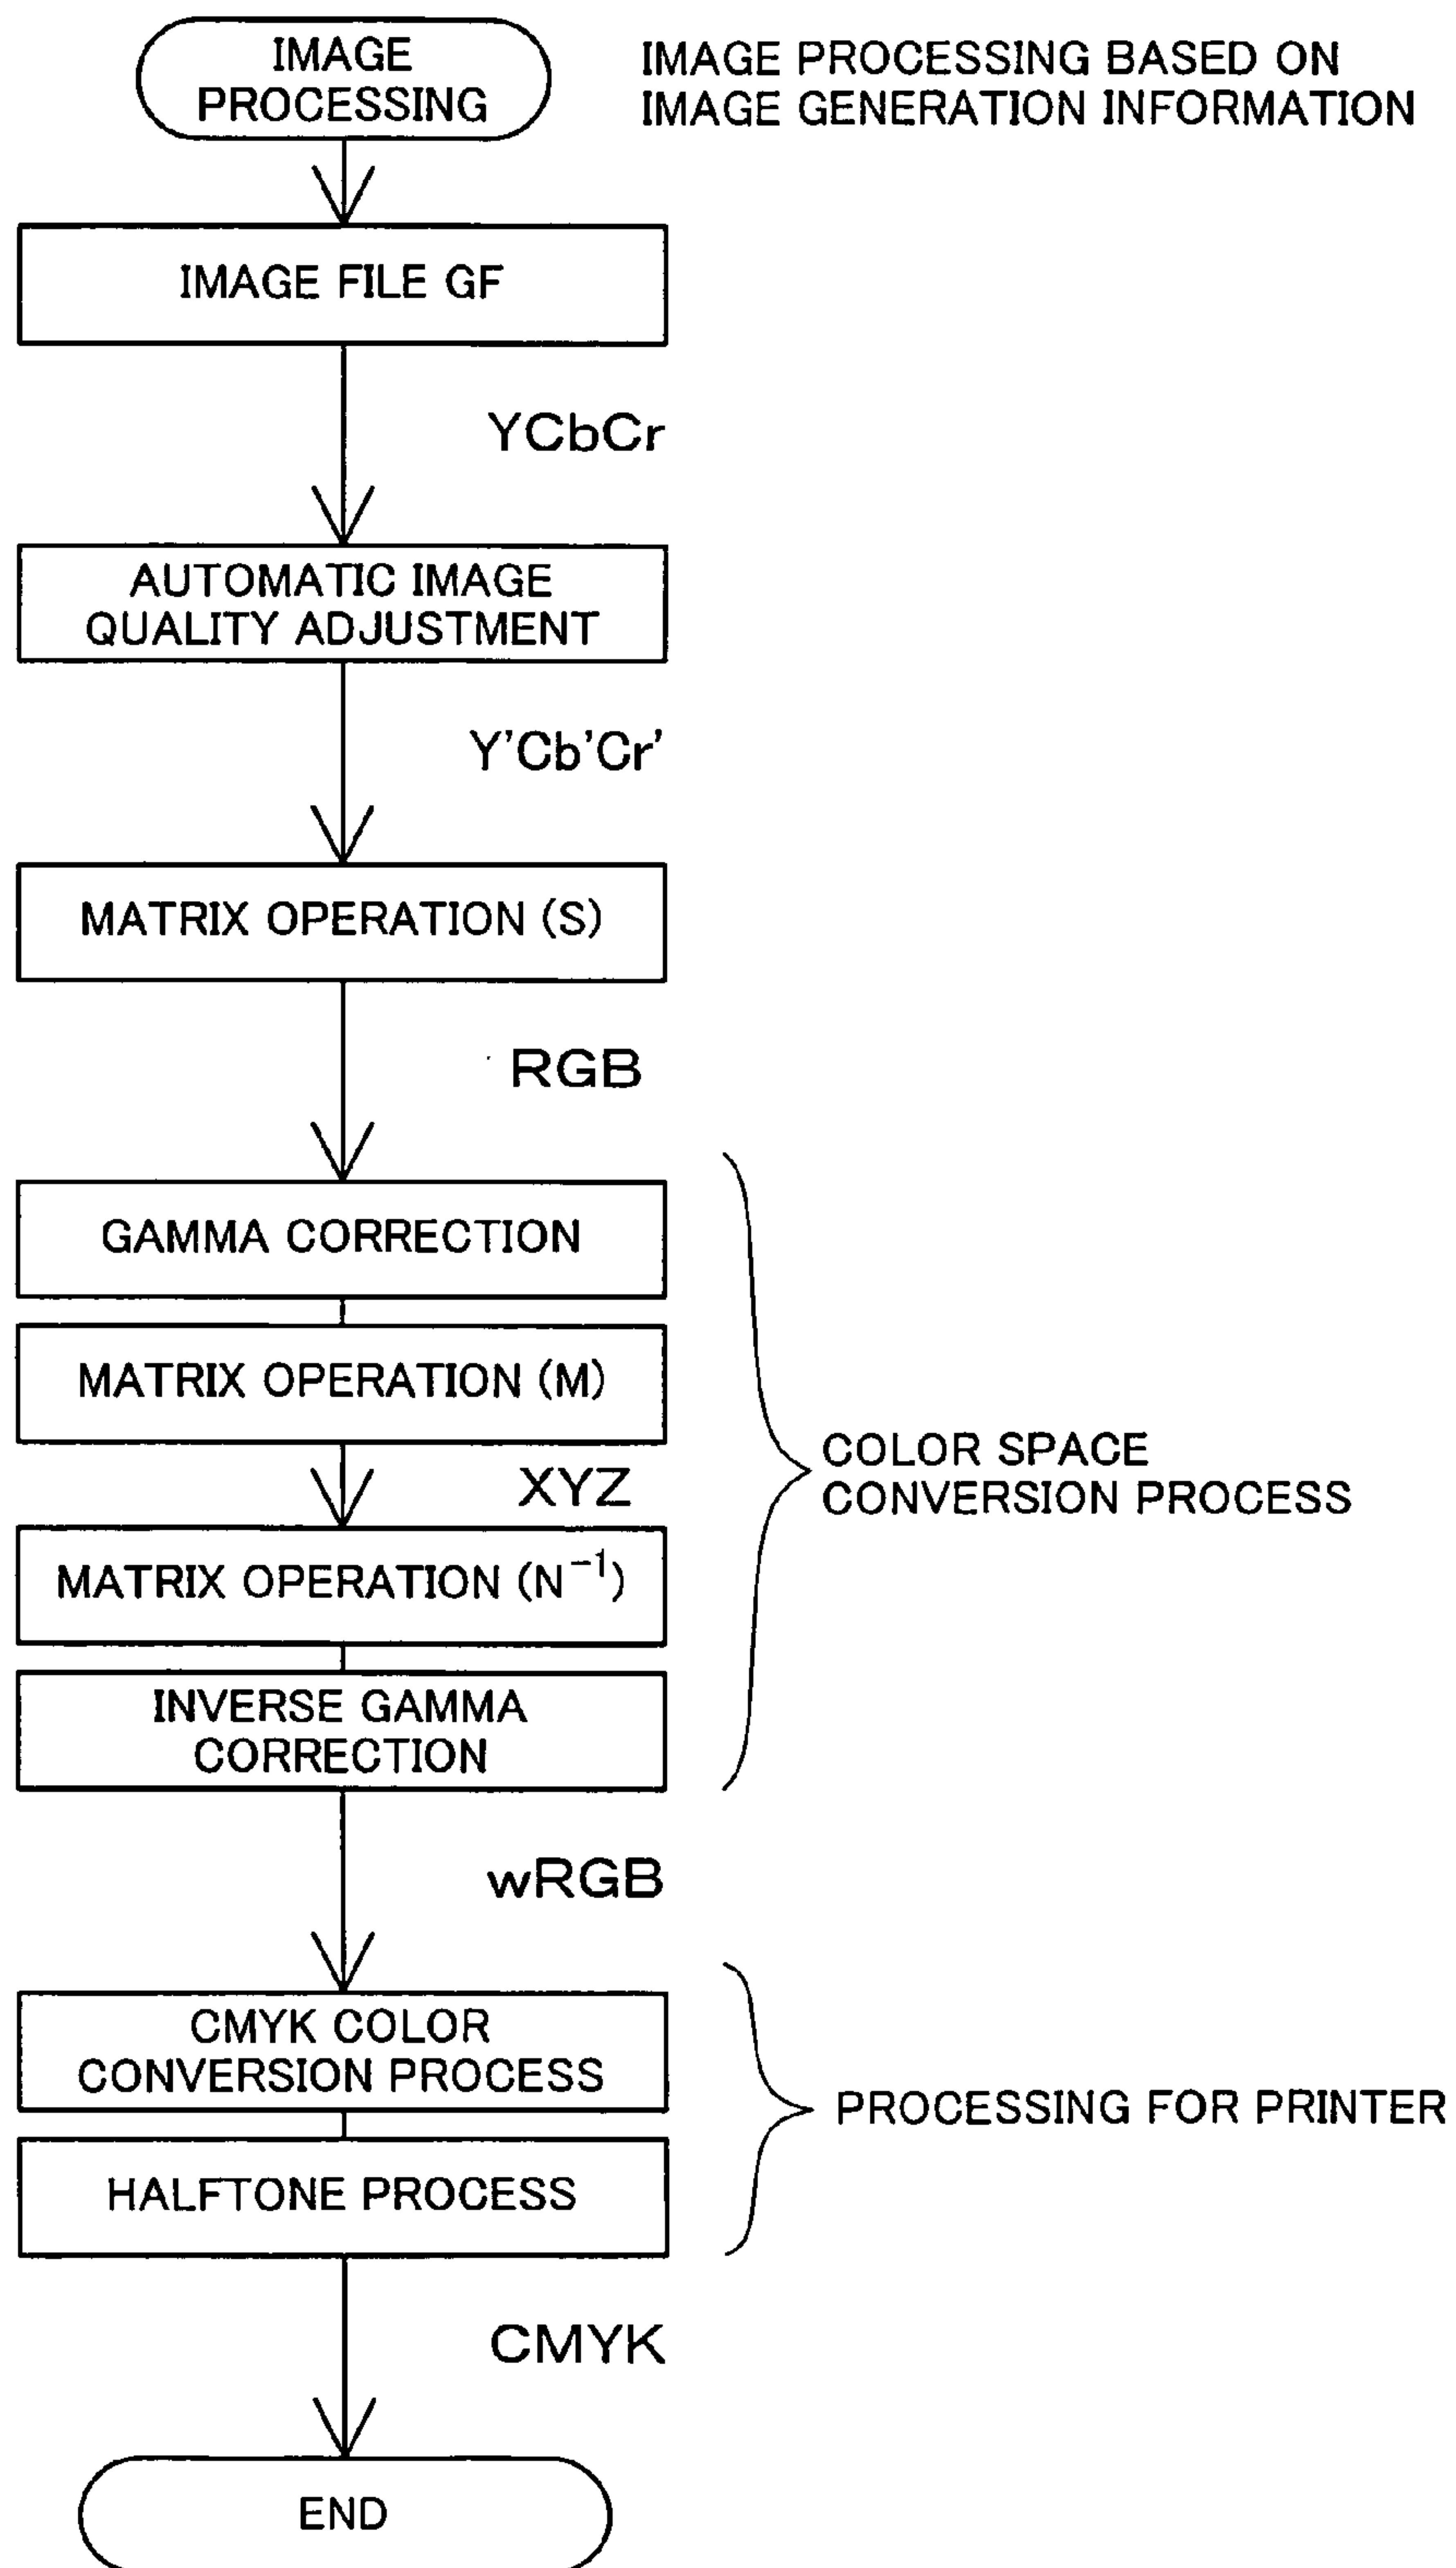 IMAGE
PROCESSING
IMAGE PROCESSING BASED ON
IMAGE GENERATION INFORMATION
IMAGE FILE GF
YCbCr
AUTOMATIC IMAGE
QUALITY ADJUSTMENT
Y'Cb'Cr'
MATRIX OPERATION (S)
RGB
GAMMA CORRECTION
MATRIX OPERATION (M)
COLOR SPACE
CONVERSION PROCESS
XYZ
MATRIX OPERATION (N⁻¹)
INVERSE GAMMA
CORRECTION
wRGB
CMYK COLOR
CONVERSION PROCESS
PROCESSING FOR PRINTER
HALFTONE PROCESS
CMYK
END